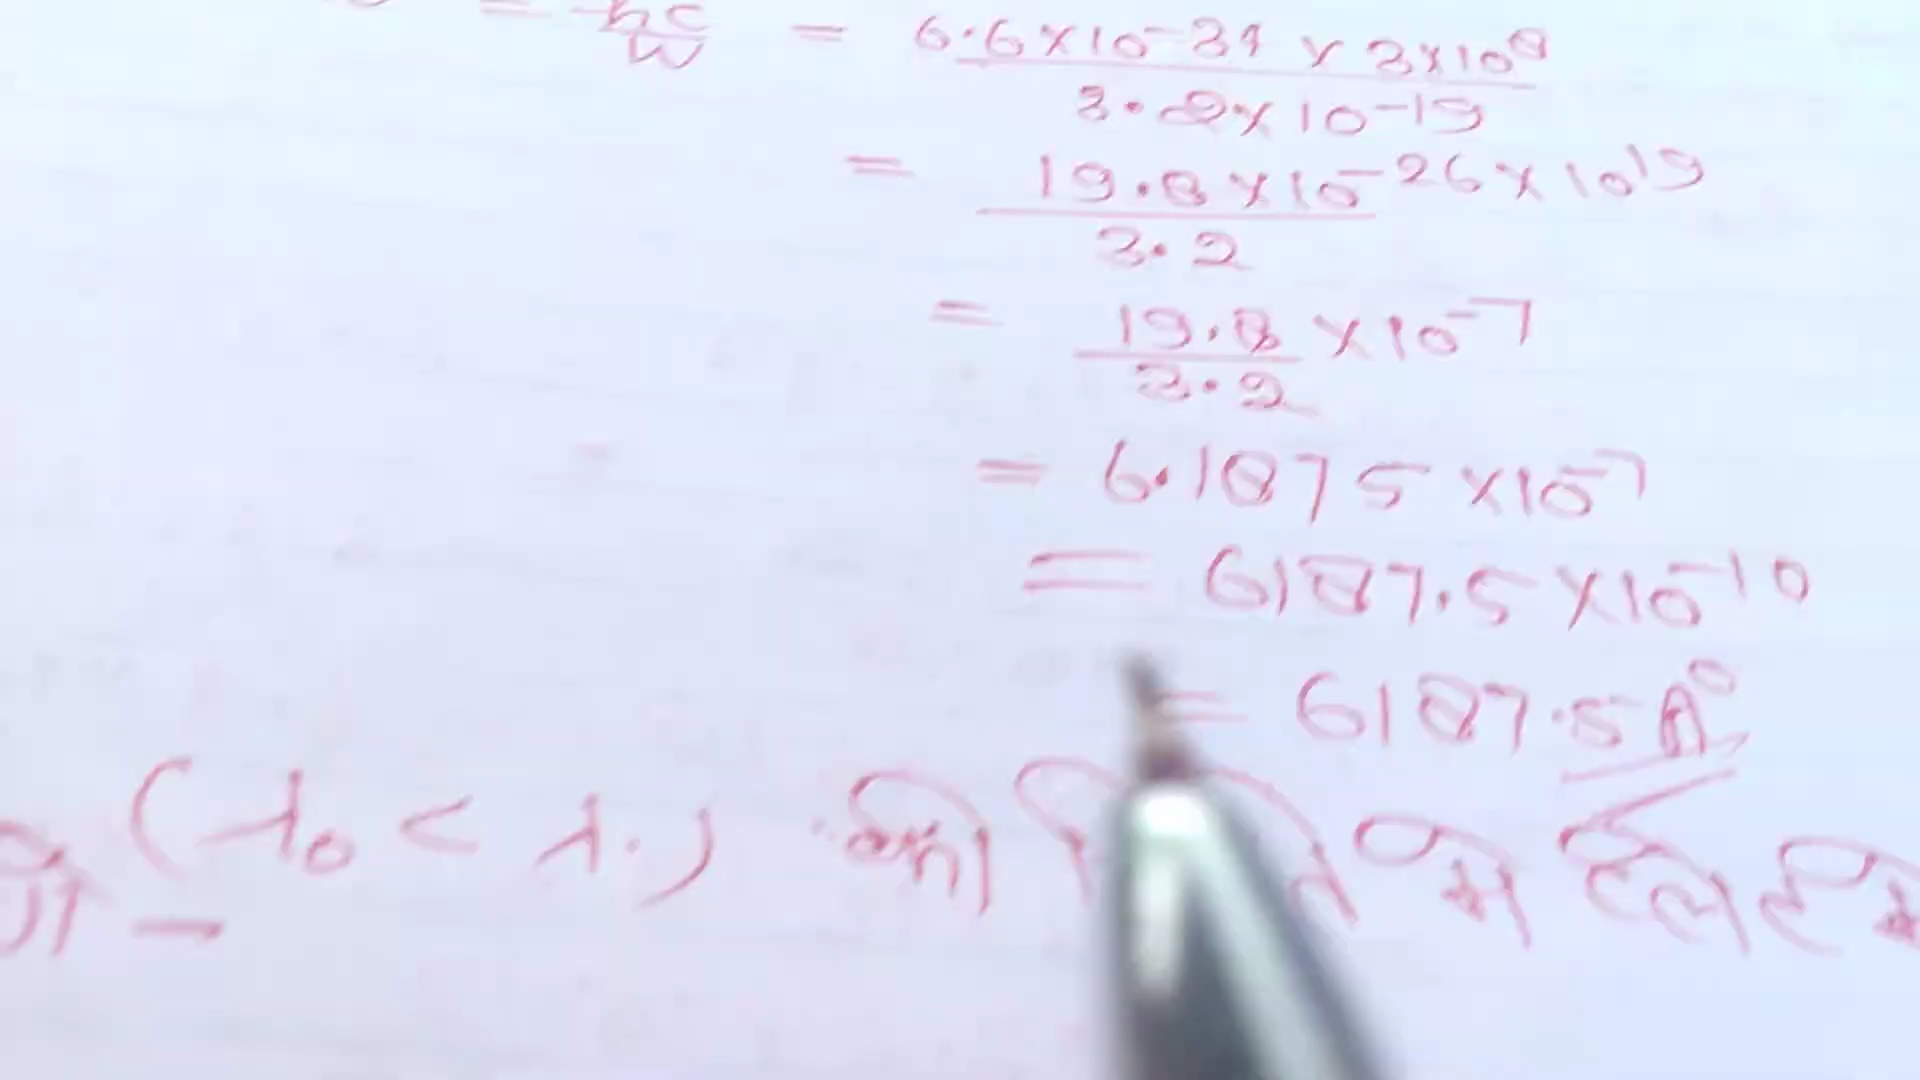 = hc/W = 6.6×10⁻³⁴ × 3×10⁸ / 3.2×10⁻¹⁹
= 19.8×10⁻²⁶×10¹⁹ / 3.2
= 19.8/3.2 ×10⁻⁷
= 6.1875×10⁻⁷
= 6187.5×10⁻¹⁰
= 6187.5 A°
(λ₀ < λ.) की में